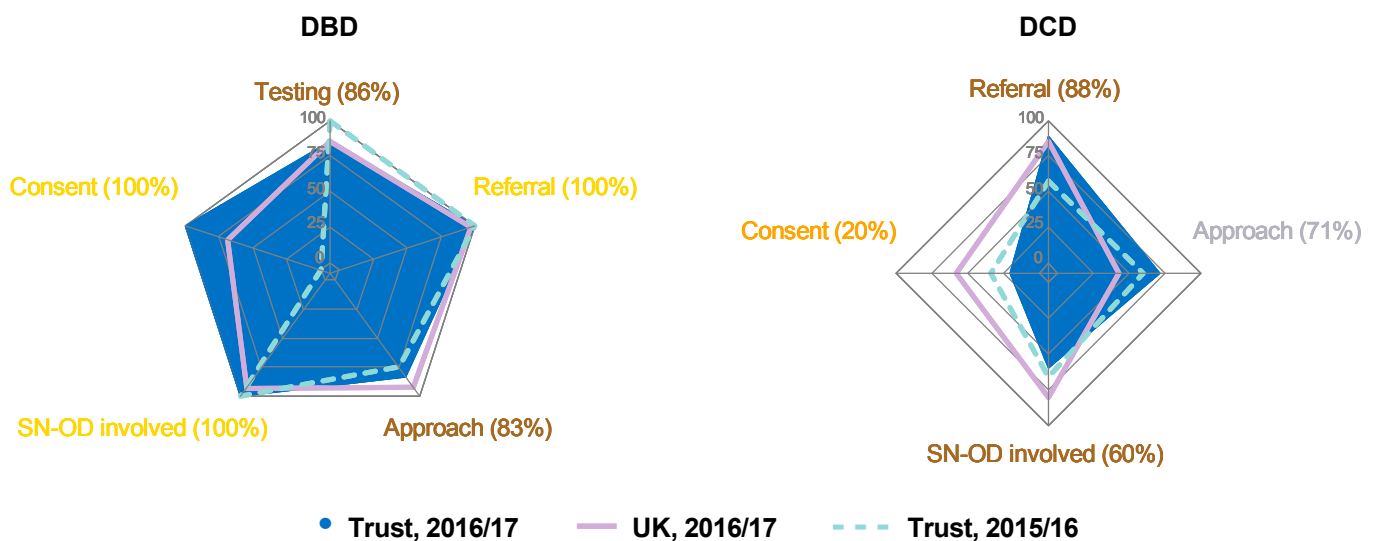 DBD
DCD
Testing (86%)
Referral (88%)
100
75
50
25
0
Consent (100%)
Referral (100%)
SN-OD involved (100%)
Approach (83%)
100
75
50
25
0
Consent (20%)
Approach (71%)
SN-OD involved (60%)
Trust, 2016/17
UK, 2016/17
Trust, 2015/16